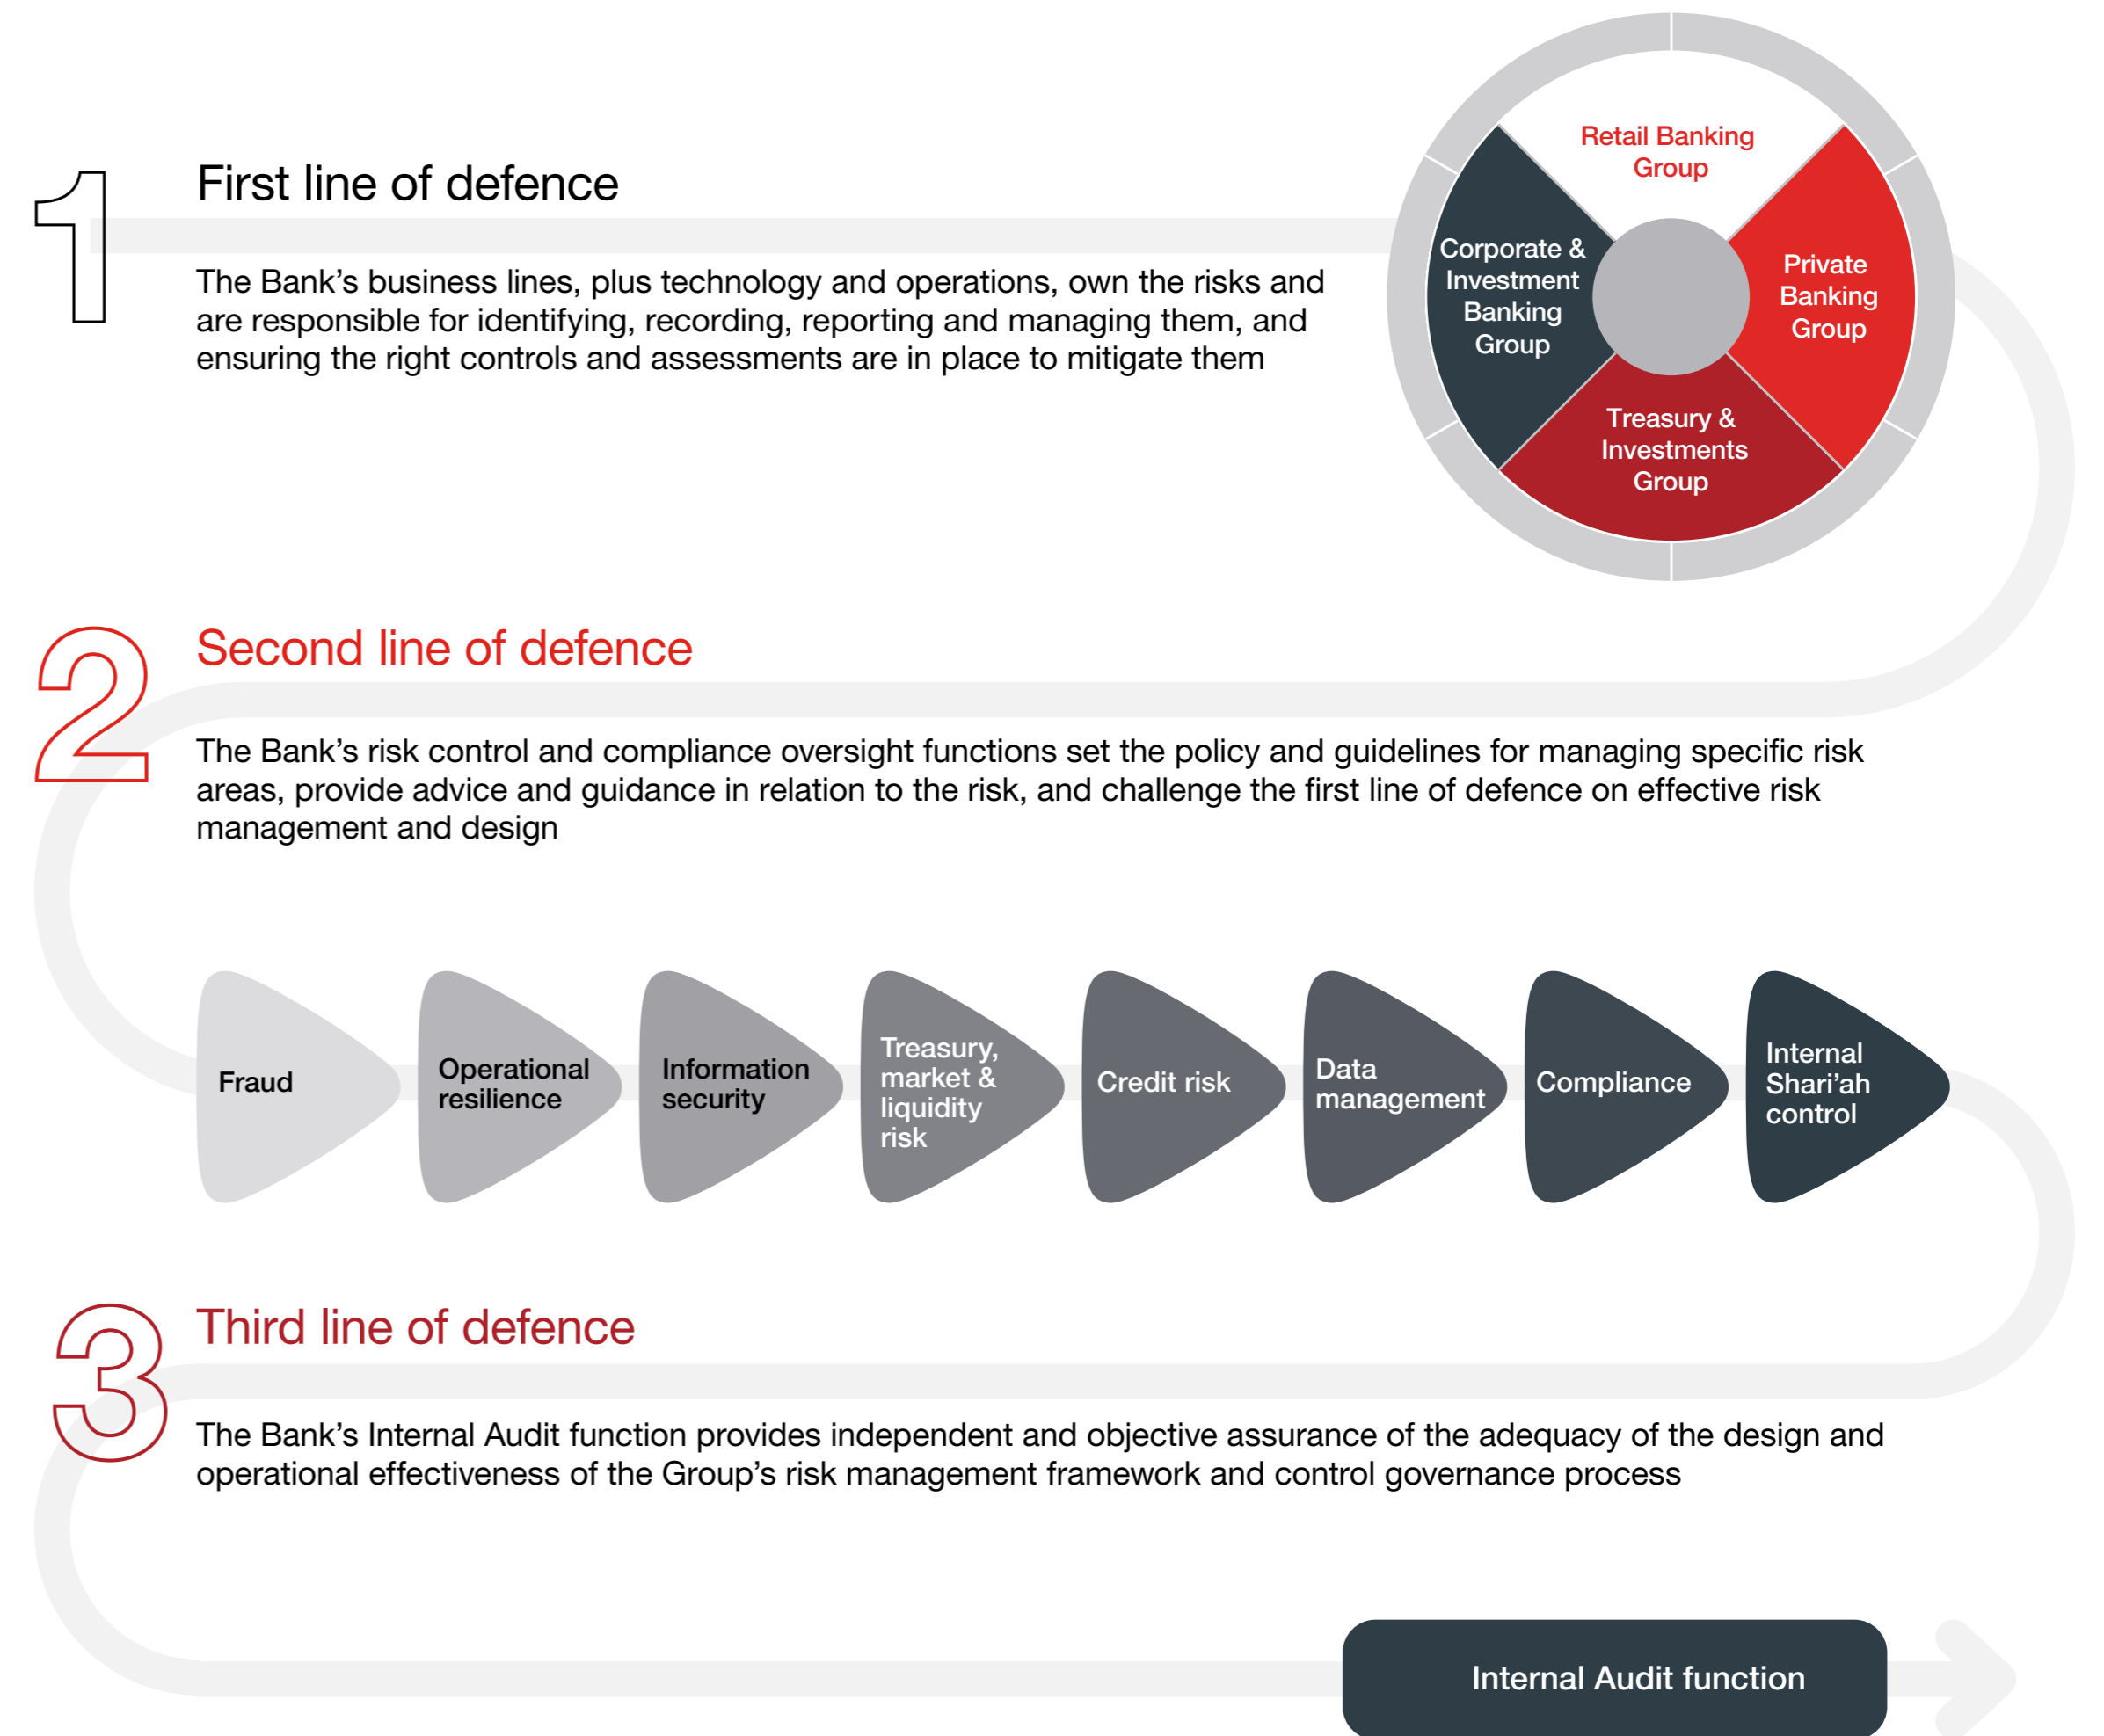 1
First line of defence
The Bank’s business lines, plus technology and operations, own the risks and
are responsible for identifying, recording, reporting and managing them, and
ensuring the right controls and assessments are in place to mitigate them
Retail Banking
Group
Corporate &
Investment
Banking
Group
Private
Banking
Group
Treasury &
Investments
Group
2
Second line of defence
The Bank’s risk control and compliance oversight functions set the policy and guidelines for managing specific risk
areas, provide advice and guidance in relation to the risk, and challenge the first line of defence on effective risk
management and design
Fraud
Operational
resilience
Information
security
Treasury,
market &
liquidity
risk
Credit risk
Data
management
Compliance
Internal
Shari’ah
control
3
Third line of defence
The Bank’s Internal Audit function provides independent and objective assurance of the adequacy of the design and
operational effectiveness of the Group’s risk management framework and control governance process
Internal Audit function